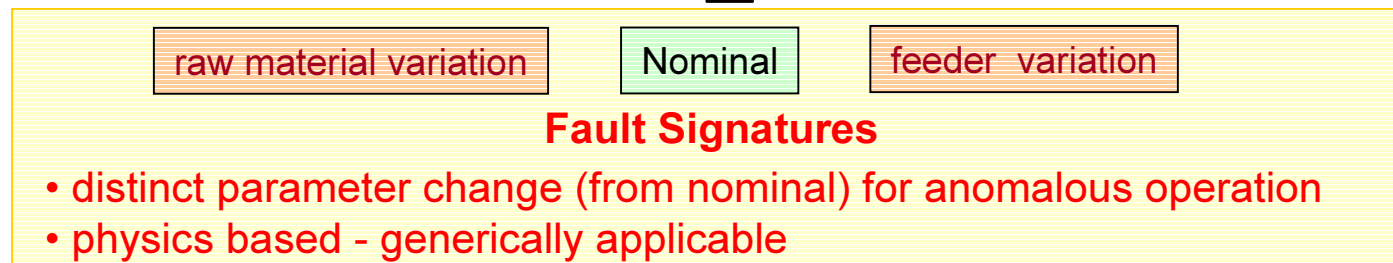 raw material variation Nominal feeder variation
Fault Signatures
• distinct parameter change (from nominal) for anomalous operation
• physics based - generically applicable